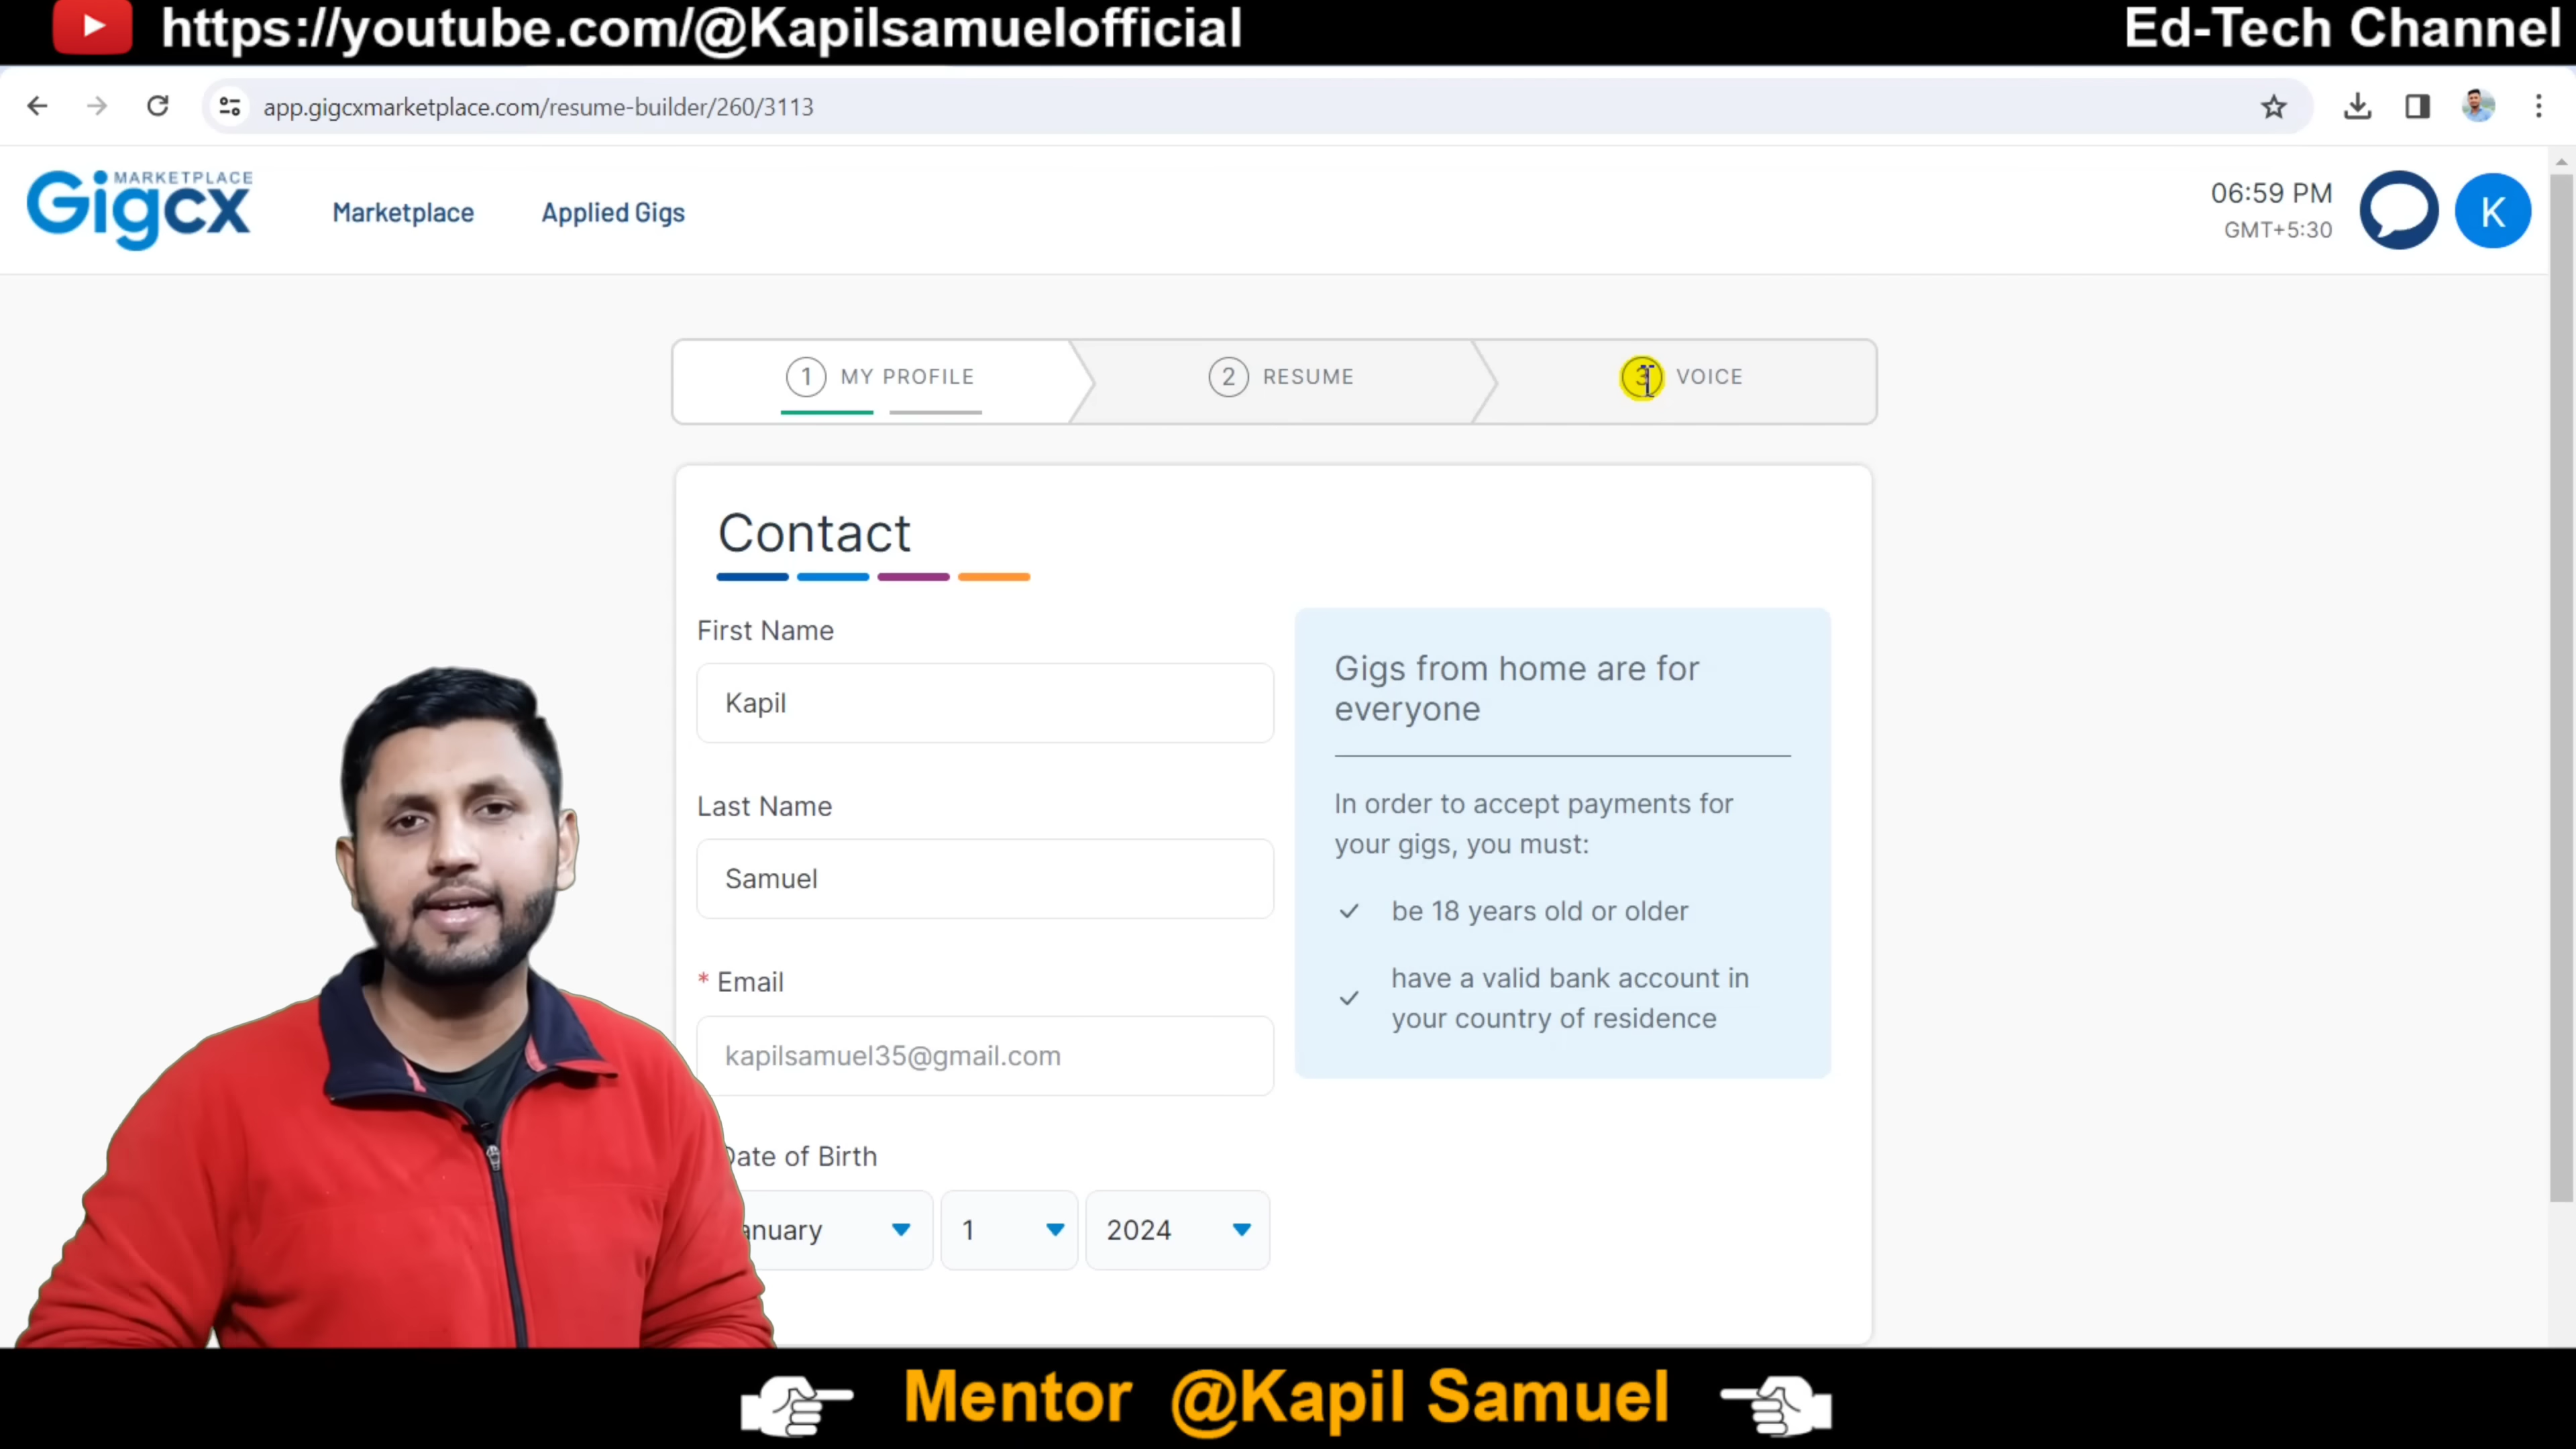 https://youtube.com/@Kapilsamuelofficial
Ed-Tech Channel
app.gigcxmarketplace.com/resume-builder/260/3113
MARKETPLACE
Gigcx
Marketplace
Applied Gigs
06:59 PM
GMT+5:30
K
1 MY PROFILE
2 RESUME
3 VOICE
Contact
First Name
Kapil
Last Name
Samuel
* Email
kapilsamuel35@gmail.com
Date of Birth
anuary
1
2024
Gigs from home are for
everyone
In order to accept payments for
your gigs, you must:
be 18 years old or older
have a valid bank account in
your country of residence
Mentor @Kapil Samuel